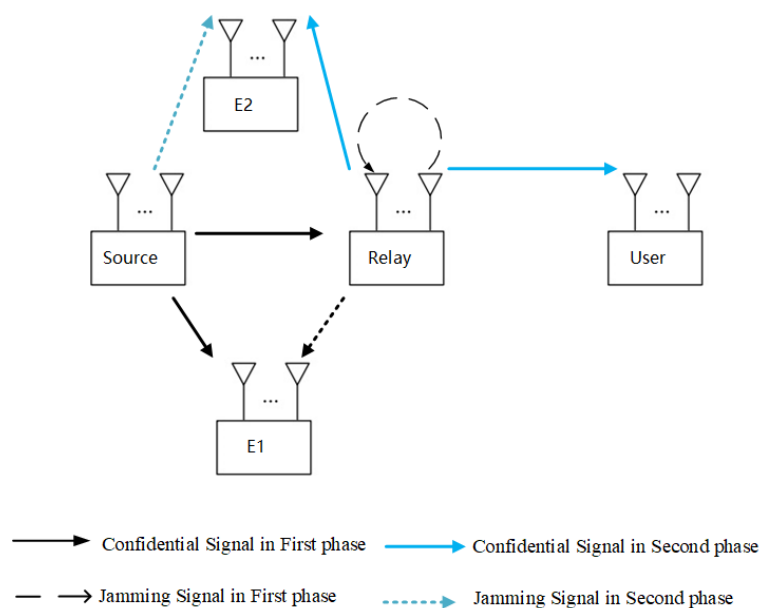 ...
...
E2
...
...
...
Source
Relay
User
...
E1
Confidential Signal in First phase
Confidential Signal in Second phase
Jamming Signal in First phase
Jamming Signal in Second phase